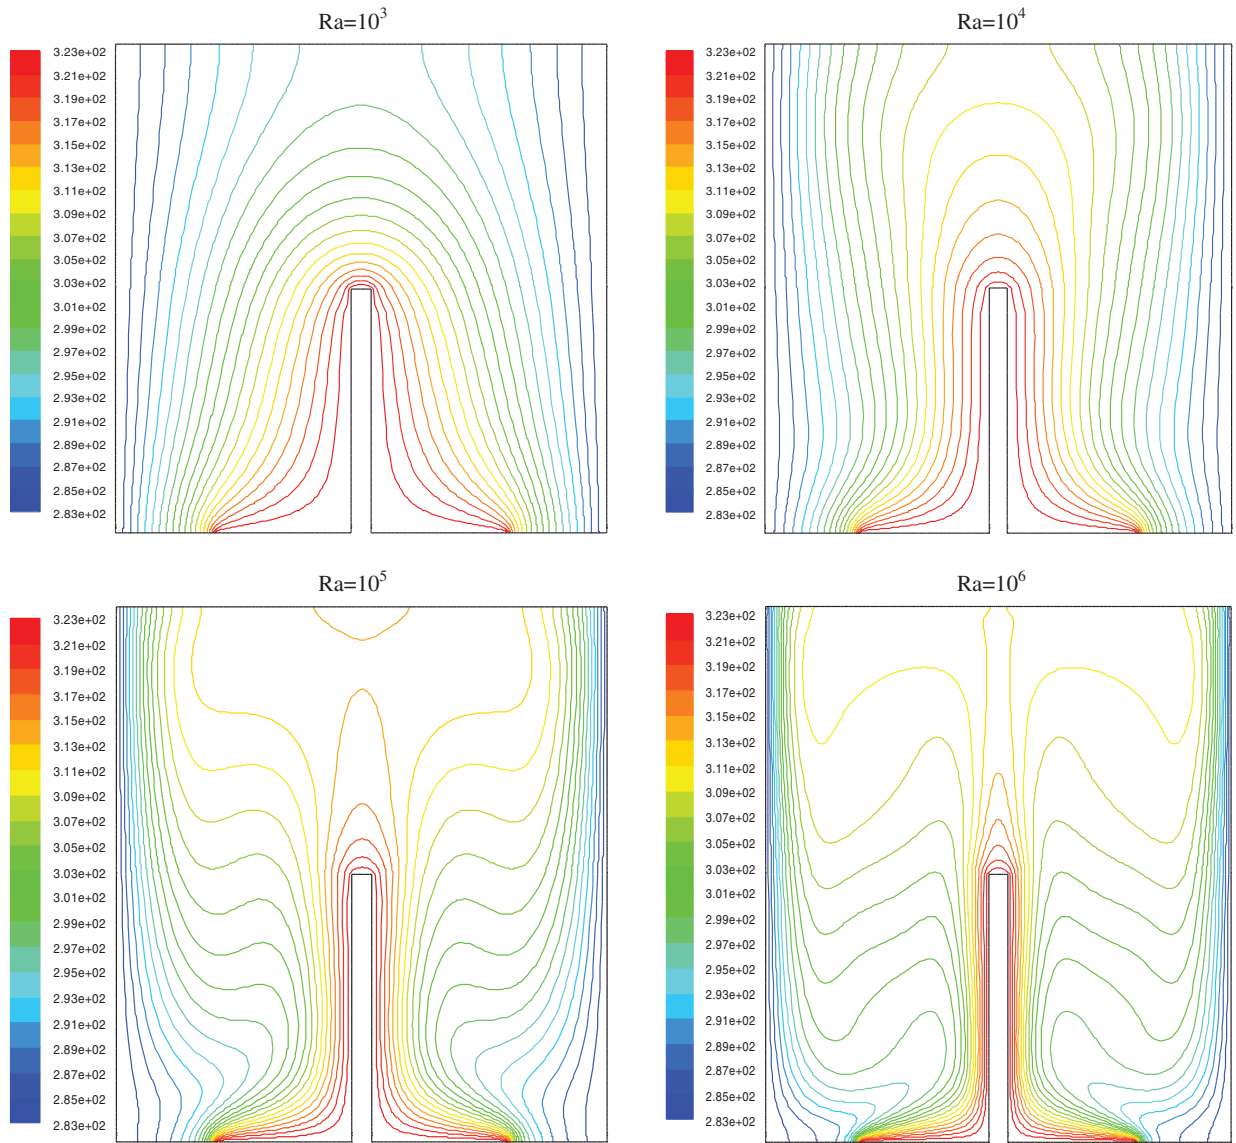 Ra=10³
3.23e+02
3.21e+02
3.19e+02
3.17e+02
3.15e+02
3.13e+02
3.11e+02
3.09e+02
3.07e+02
3.05e+02
3.03e+02
3.01e+02
2.99e+02
2.97e+02
2.95e+02
2.93e+02
2.91e+02
2.89e+02
2.87e+02
2.85e+02
2.83e+02
Ra=10⁴
3.23e+02
3.21e+02
3.19e+02
3.17e+02
3.15e+02
3.13e+02
3.11e+02
3.09e+02
3.07e+02
3.05e+02
3.03e+02
3.01e+02
2.99e+02
2.97e+02
2.95e+02
2.93e+02
2.91e+02
2.89e+02
2.87e+02
2.85e+02
2.83e+02
Ra=10⁵
3.23e+02
3.21e+02
3.19e+02
3.17e+02
3.15e+02
3.13e+02
3.11e+02
3.09e+02
3.07e+02
3.05e+02
3.03e+02
3.01e+02
2.99e+02
2.97e+02
2.95e+02
2.93e+02
2.91e+02
2.89e+02
2.87e+02
2.85e+02
2.83e+02
Ra=10⁶
3.23e+02
3.21e+02
3.19e+02
3.17e+02
3.15e+02
3.13e+02
3.11e+02
3.09e+02
3.07e+02
3.05e+02
3.03e+02
3.01e+02
2.99e+02
2.97e+02
2.95e+02
2.93e+02
2.91e+02
2.89e+02
2.87e+02
2.85e+02
2.83e+02